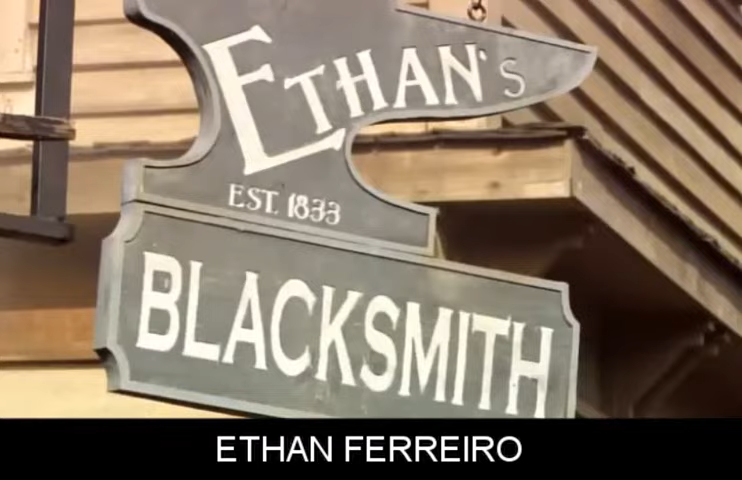 ETHAN'S
EST. 1833
BLACKSMITH
ETHAN FERREIRO